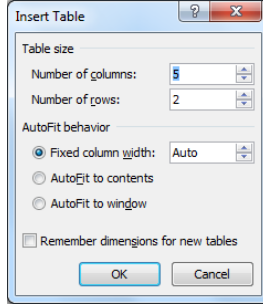 Insert Table
Table size
Number of columns: 5
Number of rows: 2
AutoFit behavior
Fixed column width: Auto
AutoFit to contents
AutoFit to window
Remember dimensions for new tables
OK Cancel